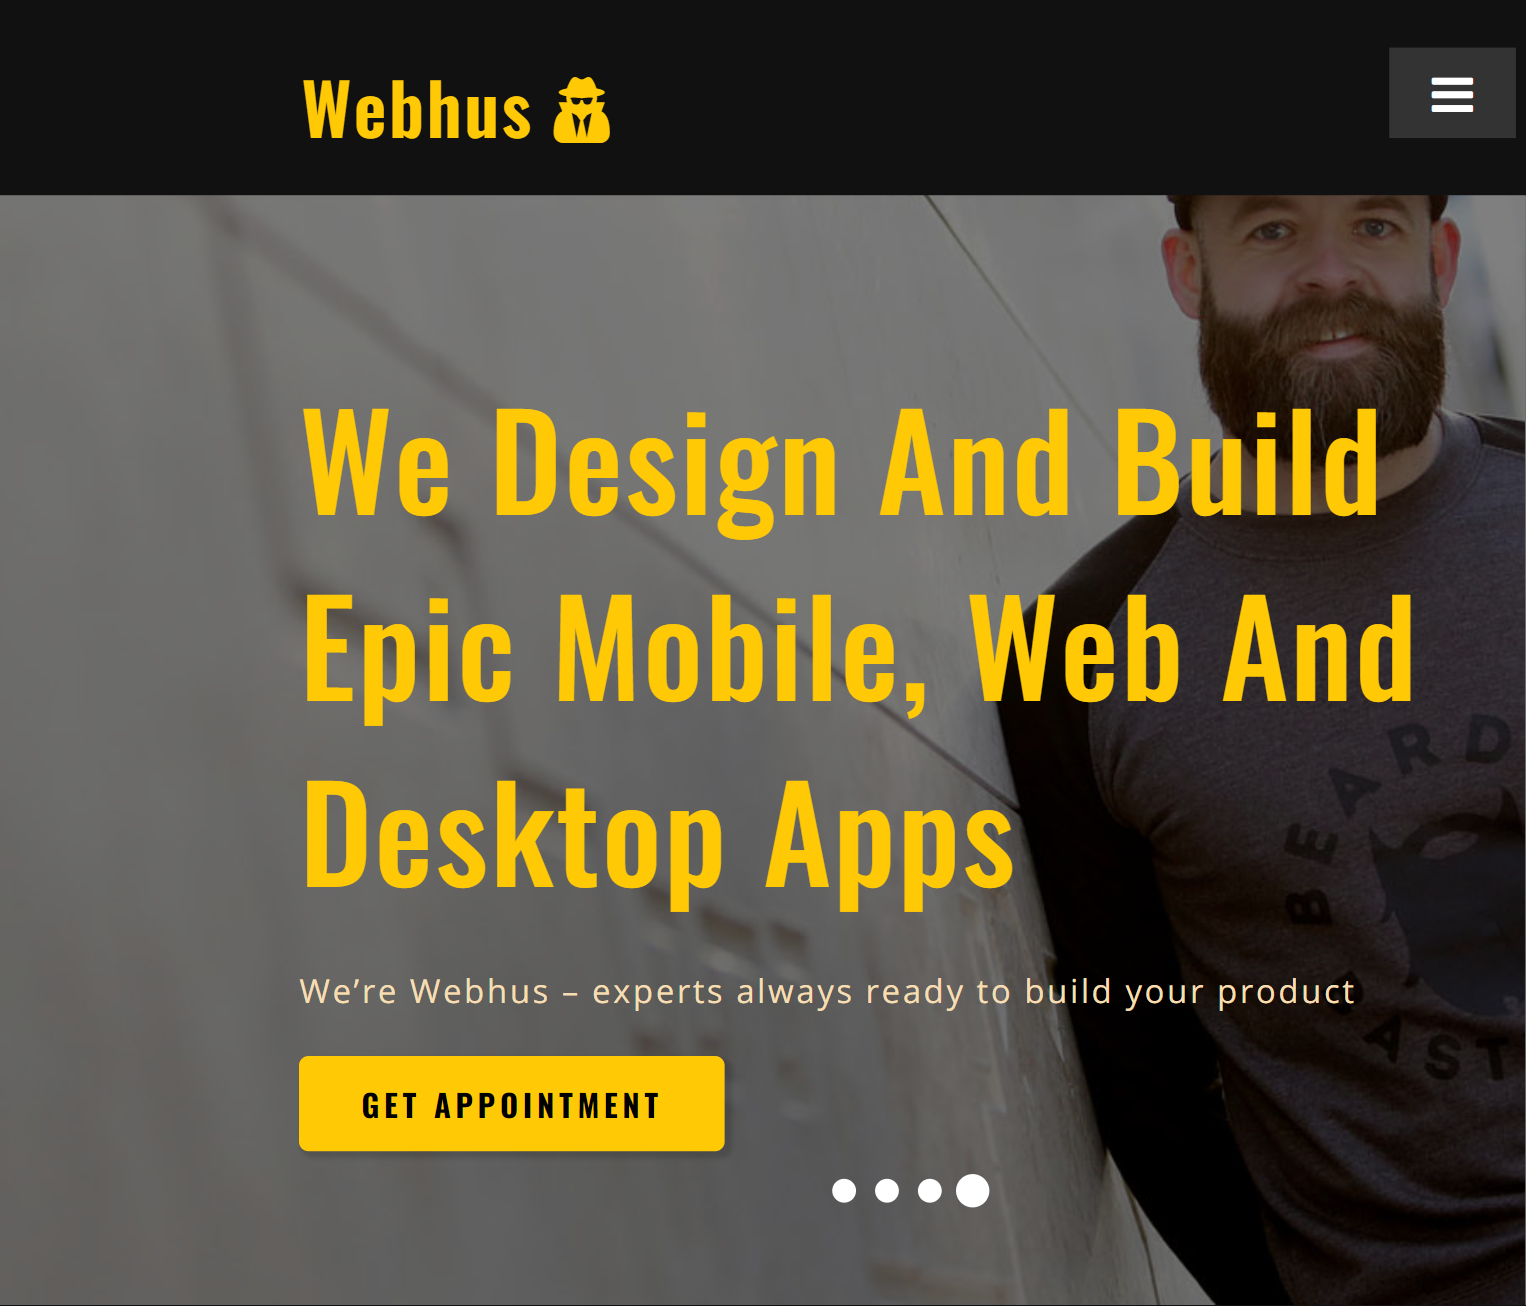 Webhus
We Design And Build
Epic Mobile, Web And
Desktop Apps
We’re Webhus – experts always ready to build your product
GET APPOINTMENT
BEARD
EAST